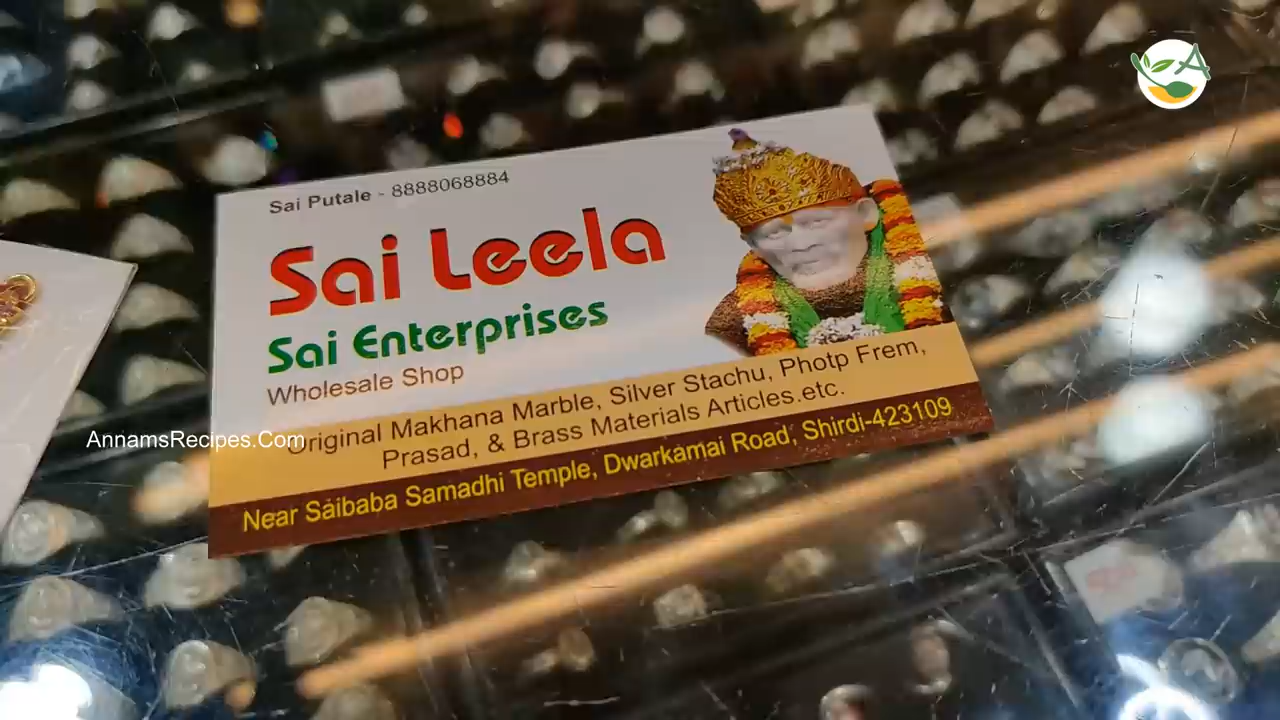 Sai Putale - 8888068884
Sai Leela
Sai Enterprises
Wholesale Shop
Original Makhana Marble, Silver Stachu, Photp Frem,
Prasad, & Brass Materials Articles.etc.
Near Saibaba Samadhi Temple, Dwarkamai Road, Shirdi-423109
AnnamsRecipes.Com